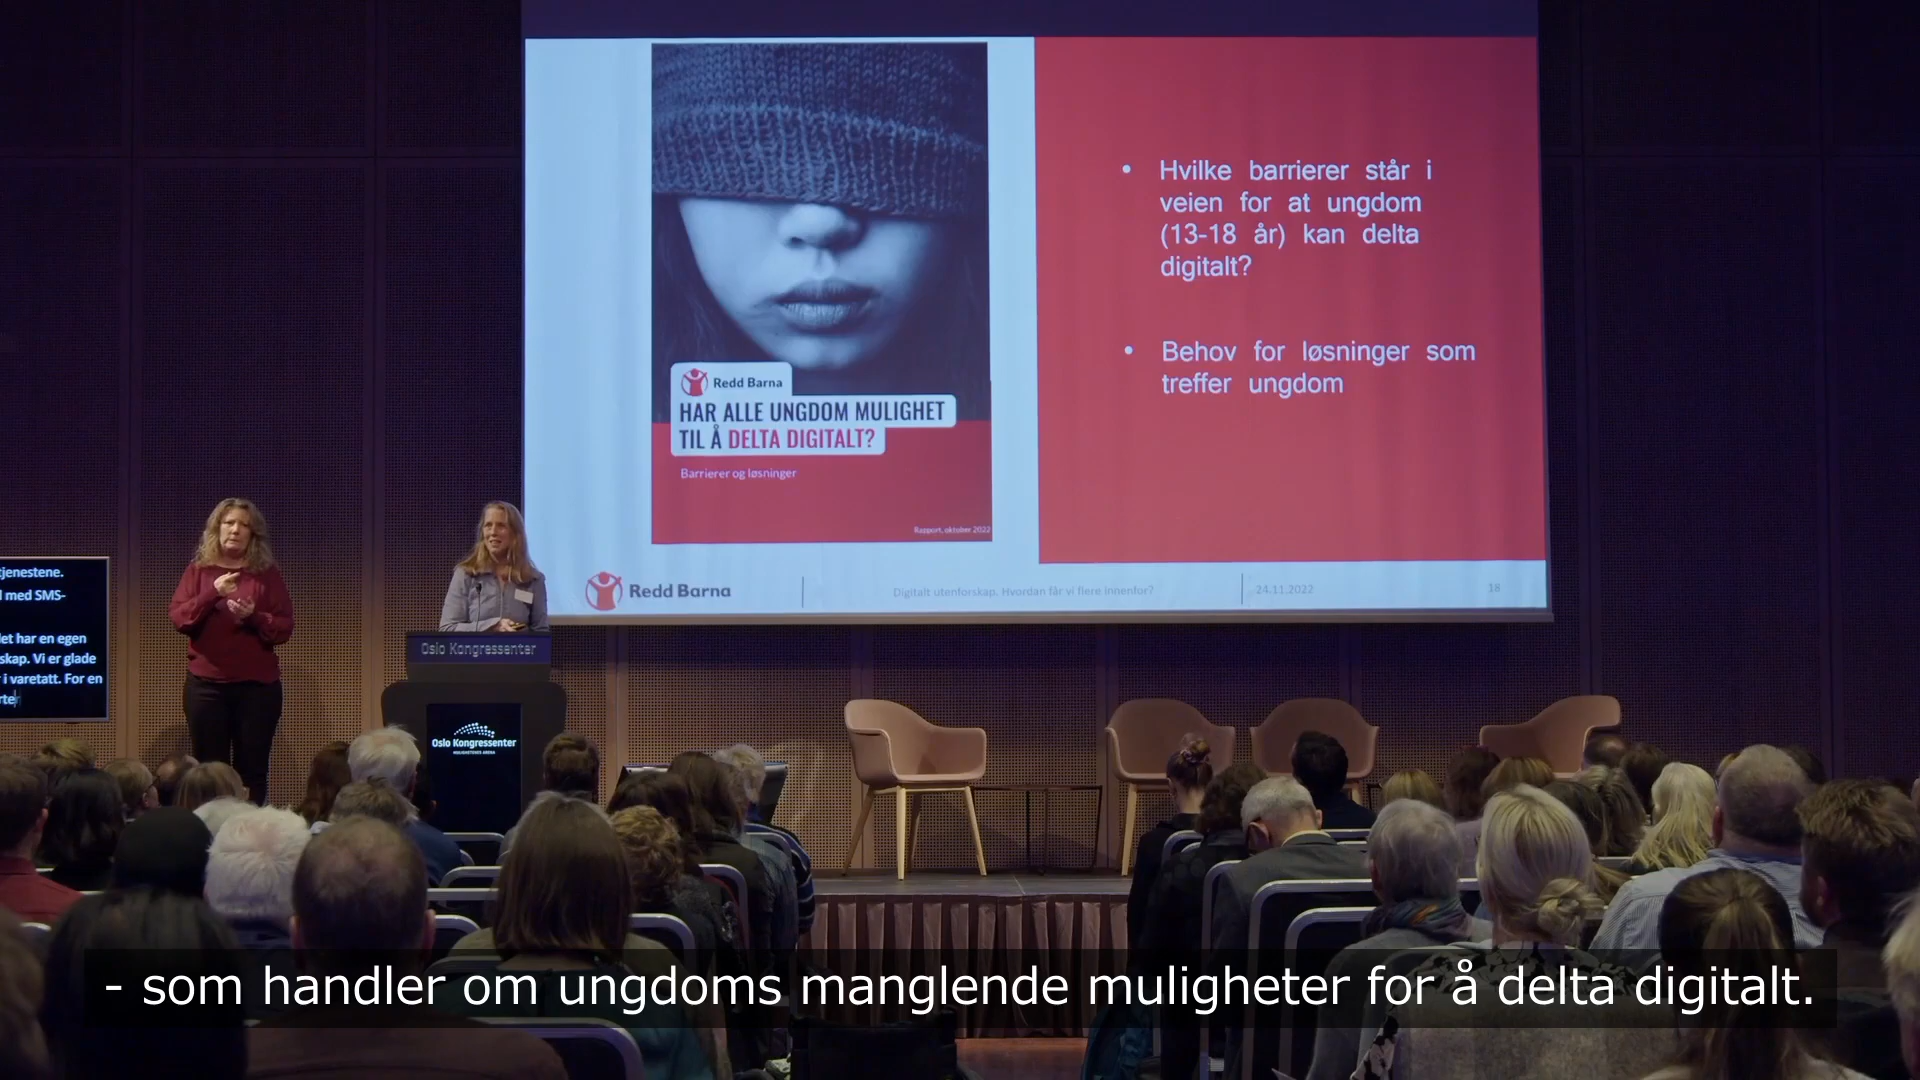 Hvilke barrierer står i
veien for at ungdom
(13-18 år) kan delta
digitalt?
Behov for løsninger som
treffer ungdom
Redd Barna
HAR ALLE UNGDOM MULIGHET
TIL Å DELTA DIGITALT?
Barrierer og løsninger
Rapport, oktober 2022
Redd Barna
Digitalt utenforskap. Hvordan får vi flere innenfor?
24.11.2022
18
tjenestene.
med SMS-
har en egen
skap. Vi er glade
i varetatt. For en
Oslo Kongressenter
Oslo Kongressenter
MULIGHETENES ARENA
- som handler om ungdoms manglende muligheter for å delta digitalt.